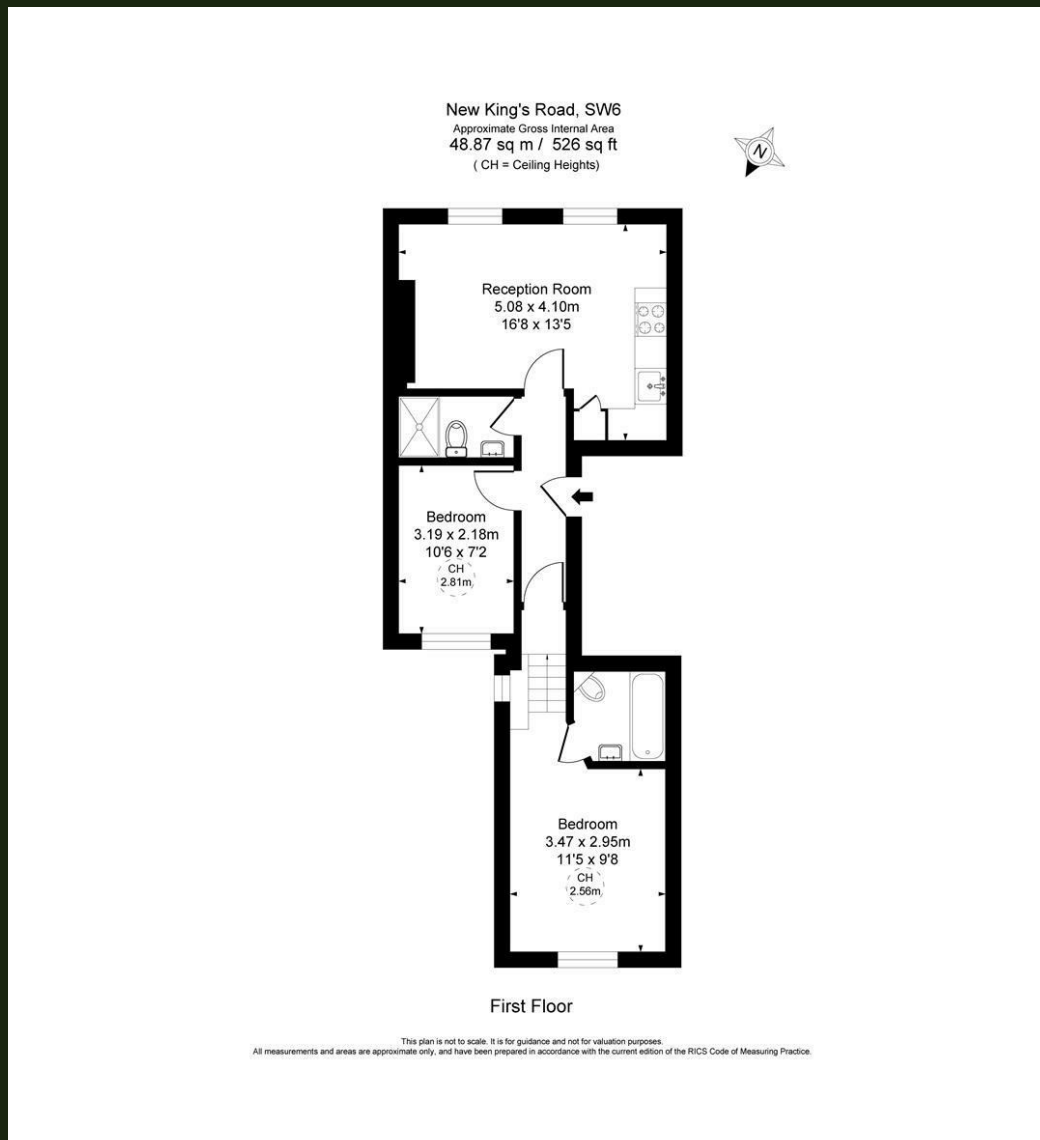 New King's Road, SW6
Approximate Gross Internal Area
48.87 sq m / 526 sq ft
( CH = Ceiling Heights)
N
Reception Room
5.08 x 4.10m
16'8 x 13'5
Bedroom
3.19 x 2.18m
10'6 x 7'2
CH
2.81m
Bedroom
3.47 x 2.95m
11'5 x 9'8
CH
2.56m
First Floor
This plan is not to scale. It is for guidance and not for valuation purposes.
All measurements and areas are approximate only, and have been prepared in accordance with the current edition of the RICS Code of Measuring Practice.